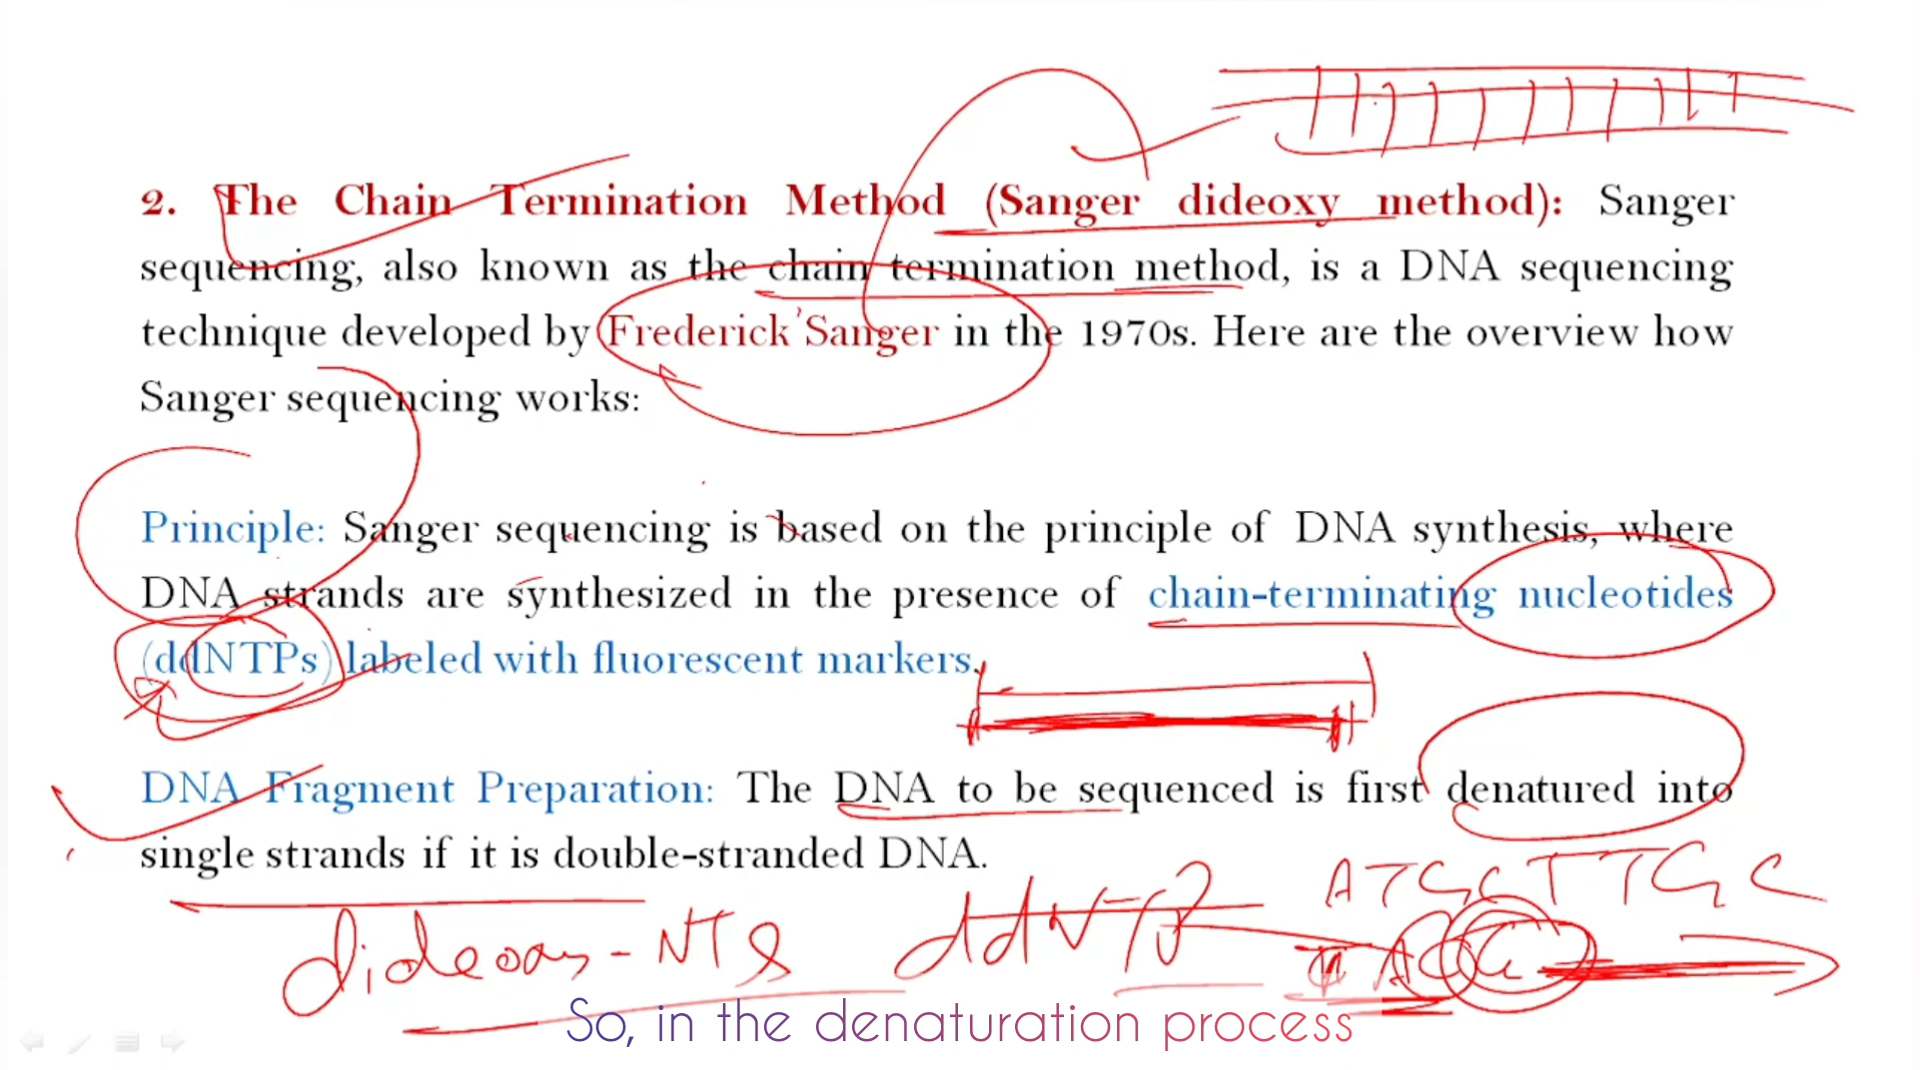 2. The Chain Termination Method (Sanger dideoxy method): Sanger
sequencing, also known as the chain termination method, is a DNA sequencing
technique developed by Frederick Sanger in the 1970s. Here are the overview how
Sanger sequencing works:
Principle: Sanger sequencing is based on the principle of DNA synthesis, where
DNA strands are synthesized in the presence of chain-terminating nucleotides
(ddNTPs) labeled with fluorescent markers.
DNA Fragment Preparation: The DNA to be sequenced is first denatured into
single strands if it is double-stranded DNA.
ddNTP
So, in the denaturation process